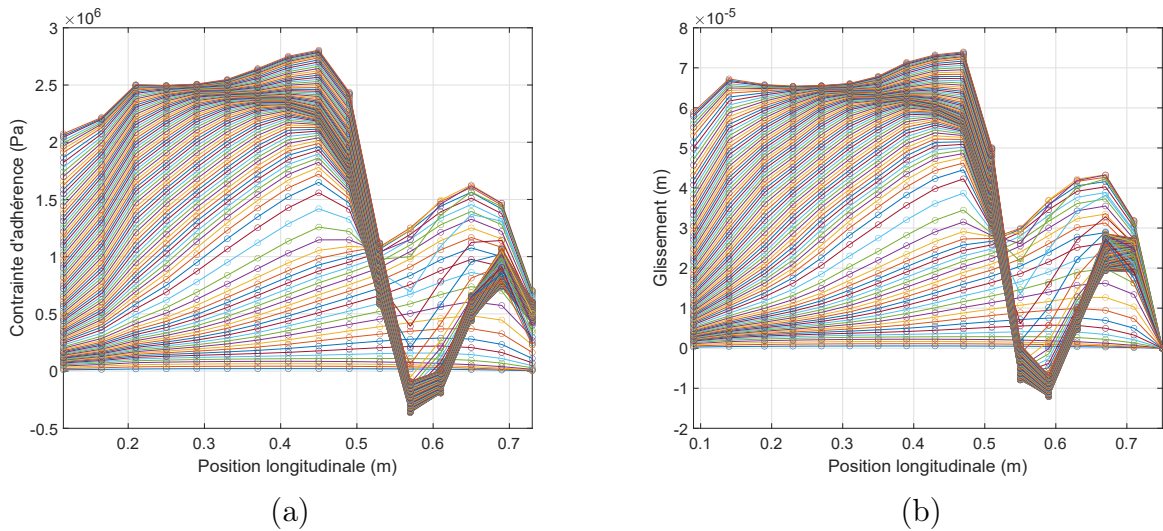 ×10⁶
3
2.5
2
1.5
1
0.5
0
-0.5
Contrainte d'adhérence (Pa)
0.2 0.3 0.4 0.5 0.6 0.7
Position longitudinale (m)
(a)
×10⁻⁵
8
7
6
5
4
3
2
1
0
-1
-2
Glissement (m)
0.1 0.2 0.3 0.4 0.5 0.6 0.7
Position longitudinale (m)
(b)